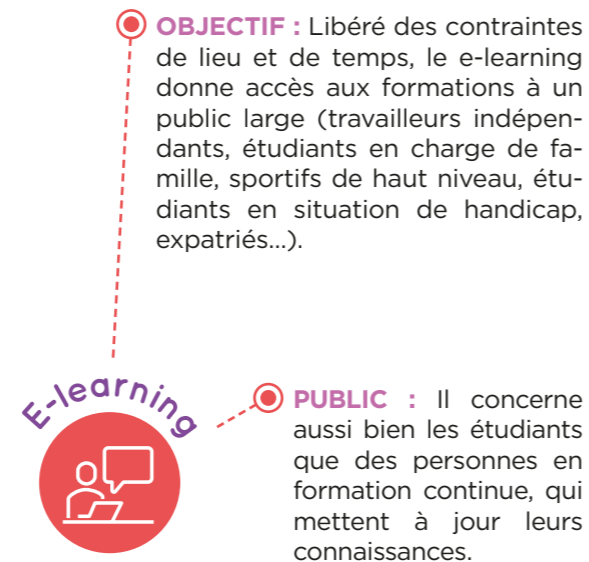 OBJECTIF : Libéré des contraintes
de lieu et de temps, le e-learning
donne accès aux formations à un
public large (travailleurs indépen-
dants, étudiants en charge de fa-
mille, sportifs de haut niveau, étu-
diants en situation de handicap,
expatriés...).
E-learning
PUBLIC : Il concerne
aussi bien les étudiants
que des personnes en
formation continue, qui
mettent à jour leurs
connaissances.